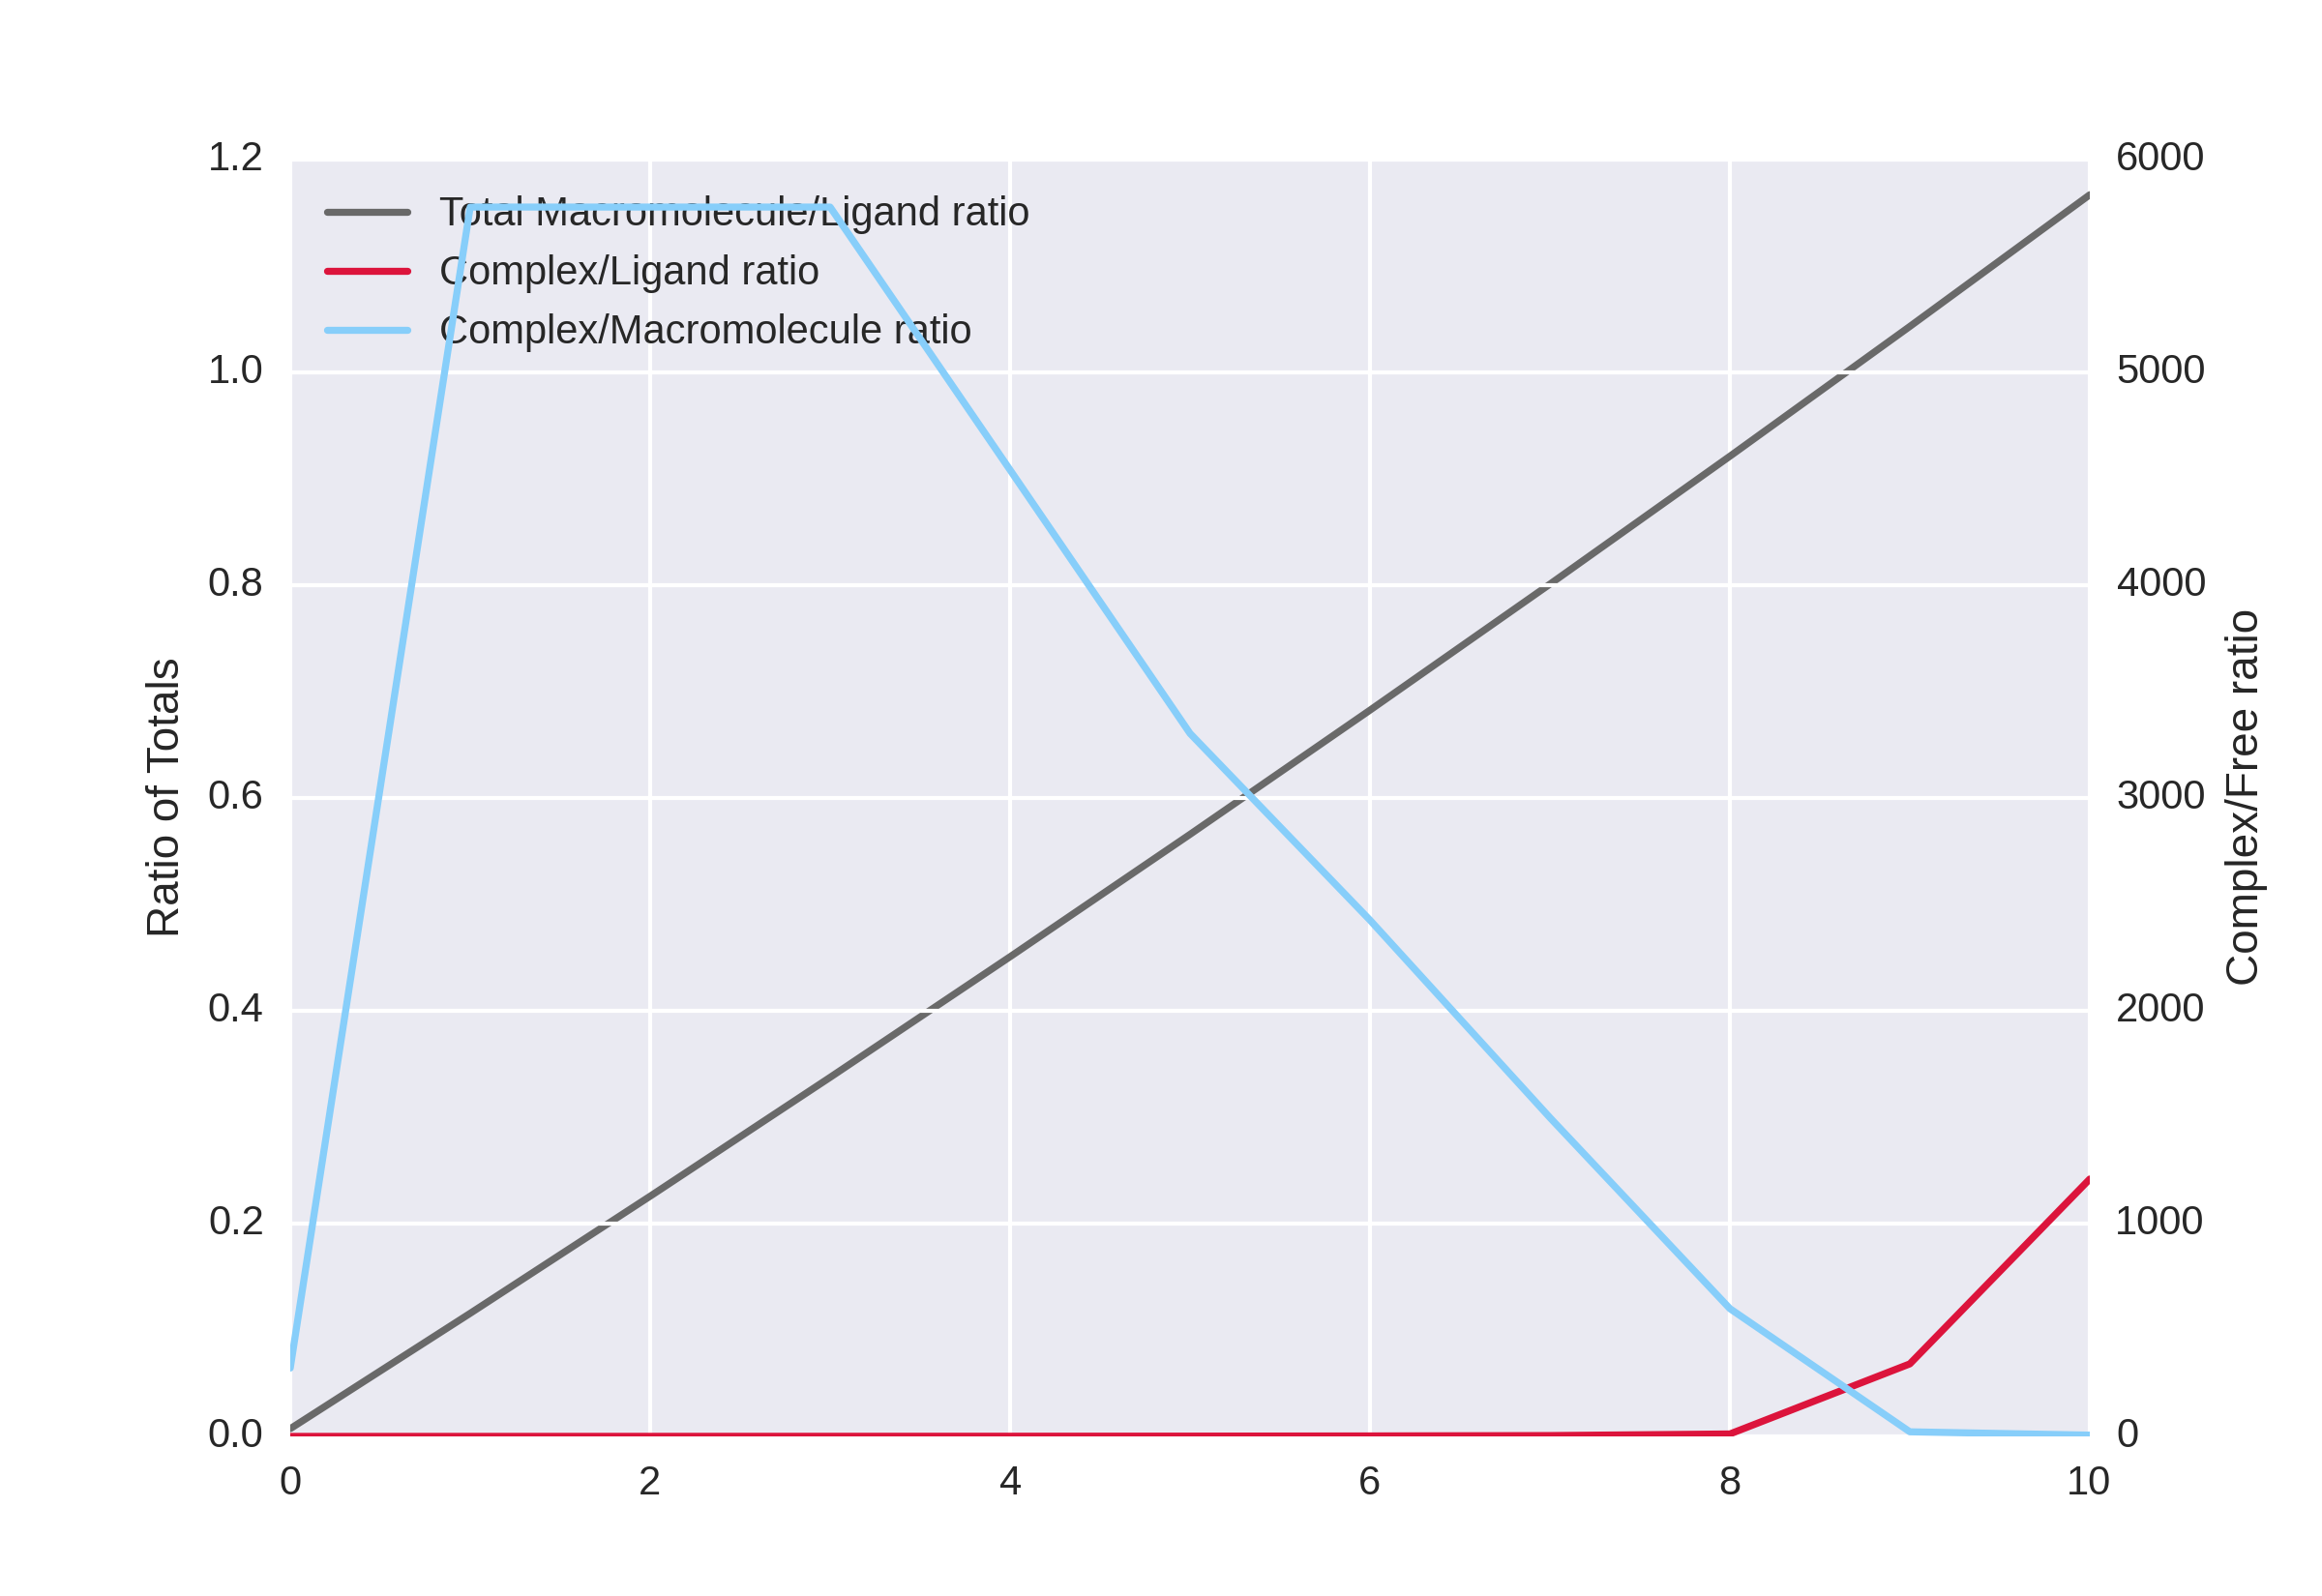 Total Macromolecule/Ligand ratio
Complex/Ligand ratio
Complex/Macromolecule ratio
Ratio of Totals
1.2
1.0
0.8
0.6
0.4
0.2
0.0
0 2 4 6 8 10
6000
5000
4000
3000
2000
1000
0
Complex/Free ratio